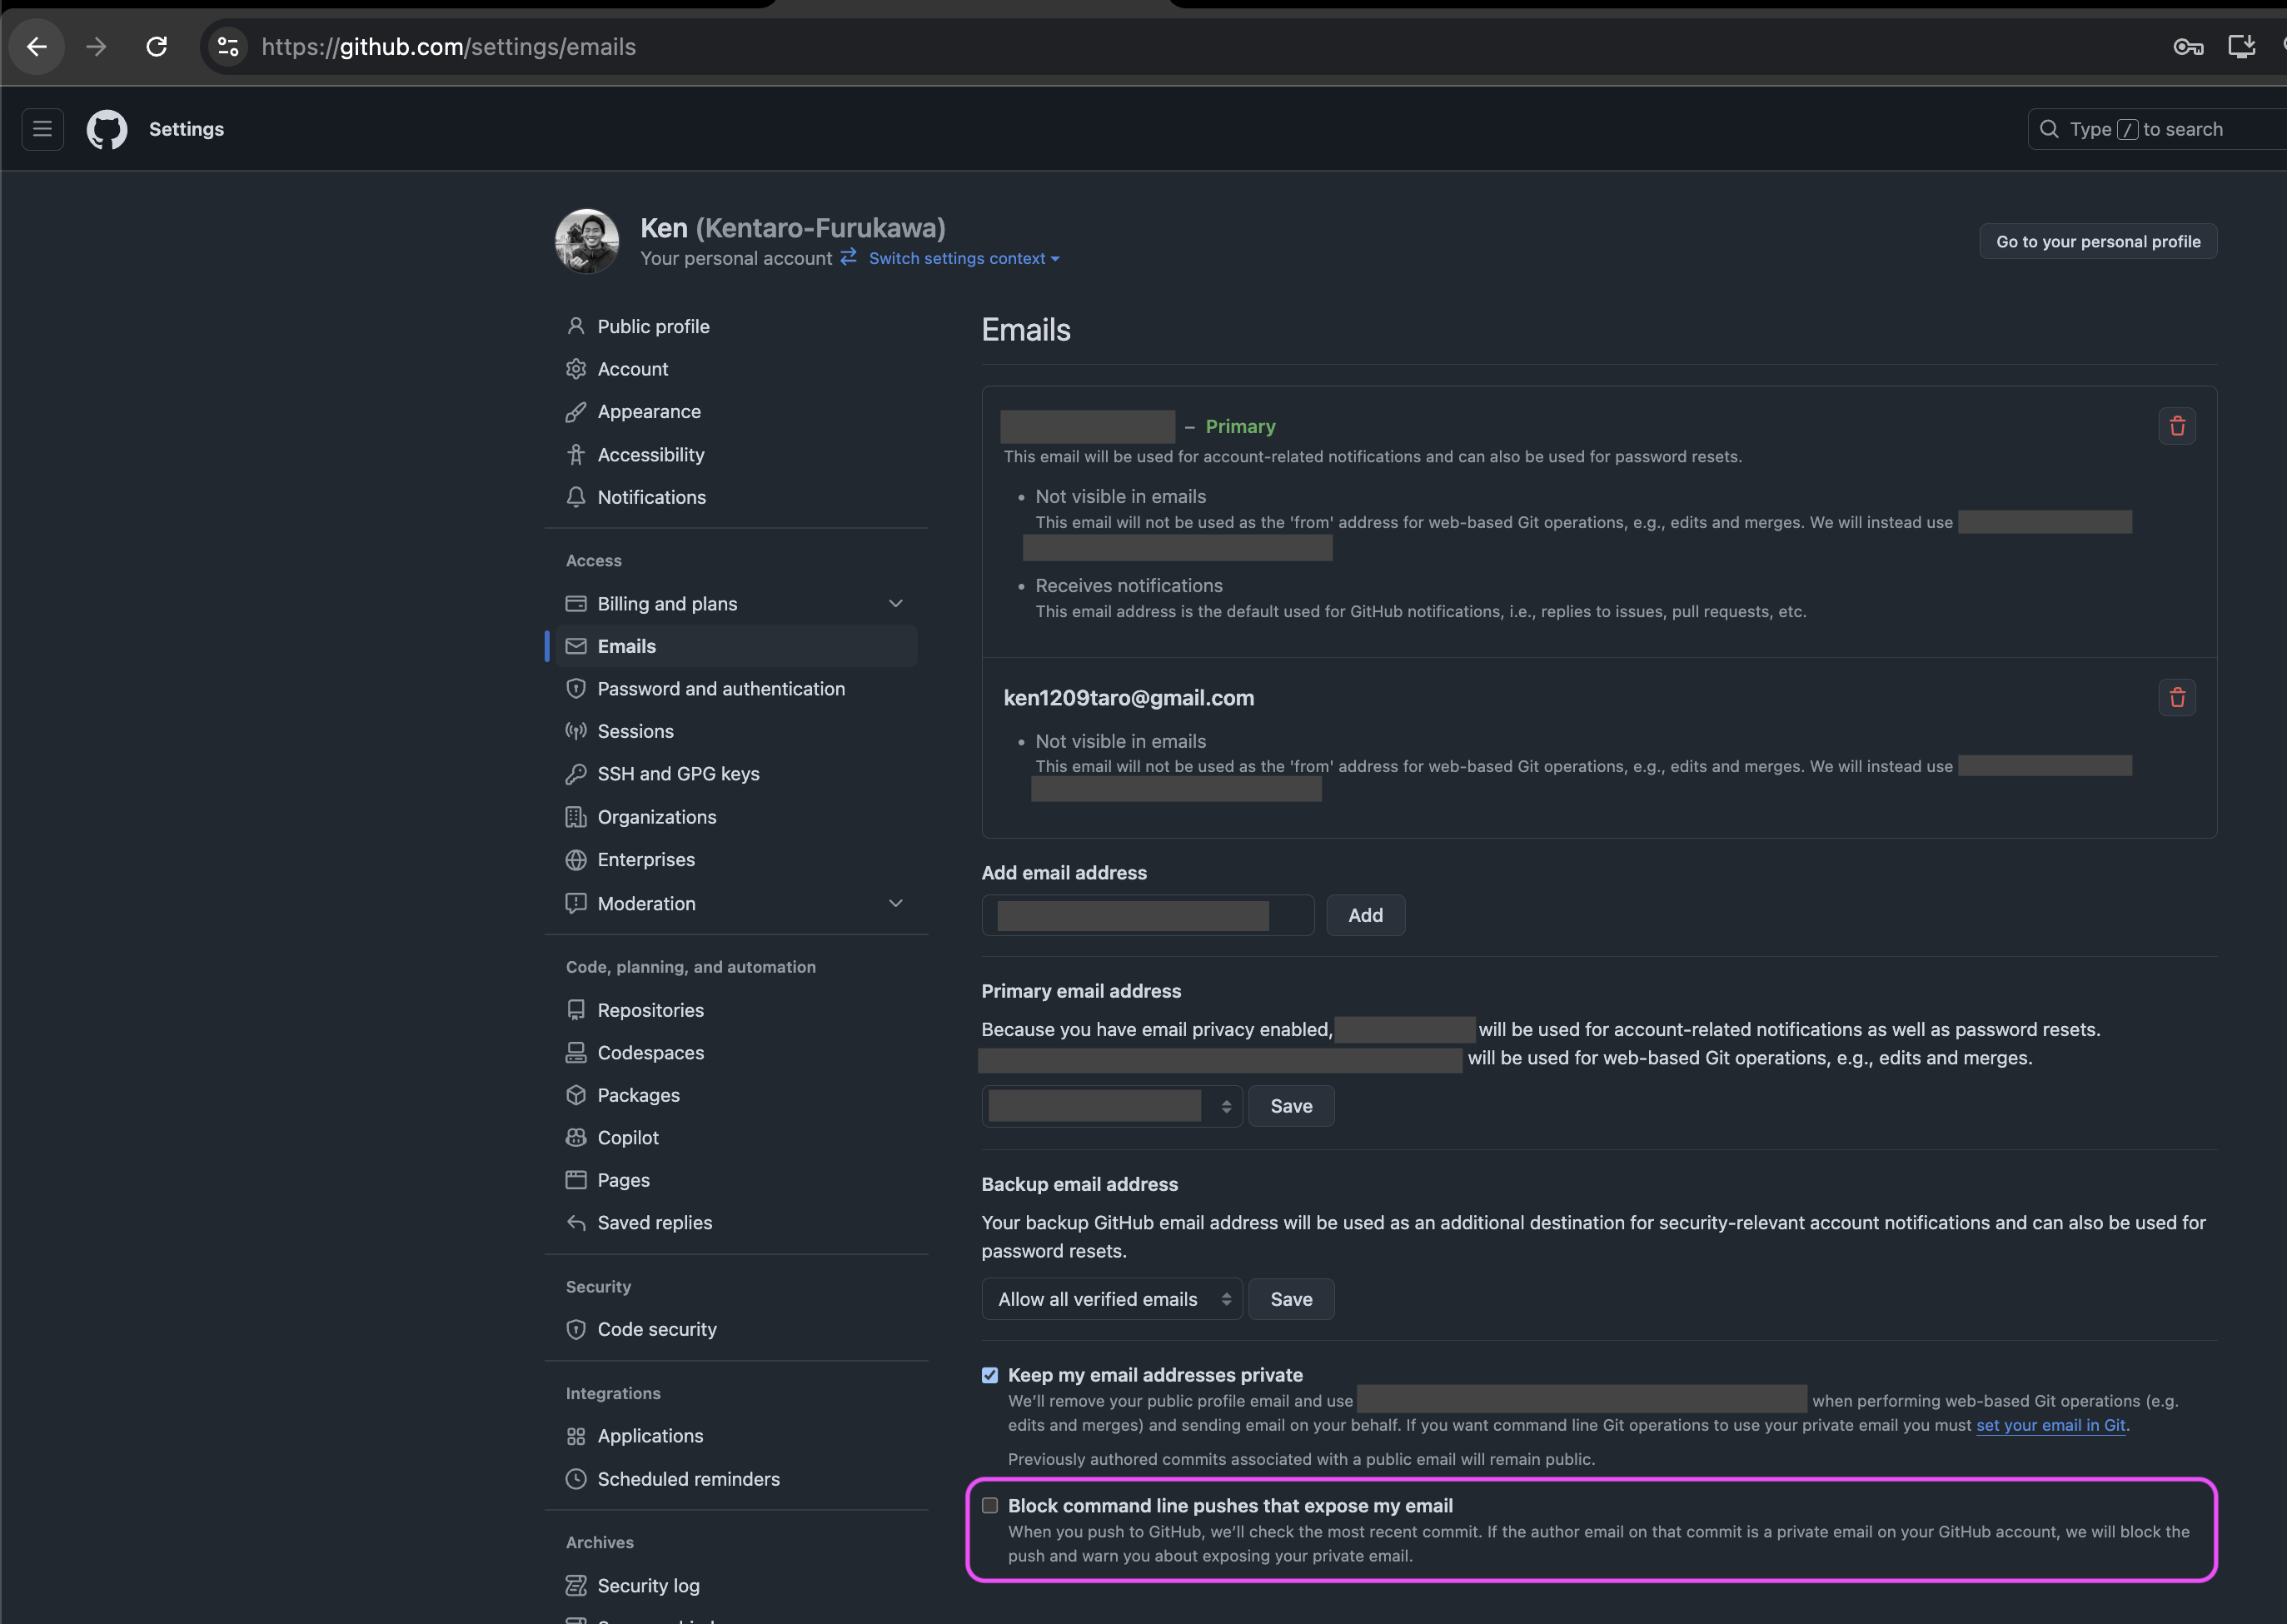 https://github.com/settings/emails
Settings
Type / to search
Ken (Kentaro-Furukawa)
Your personal account Switch settings context
Go to your personal profile
Public profile
Account
Appearance
Accessibility
Notifications
Access
Billing and plans
Emails
Password and authentication
Sessions
SSH and GPG keys
Organizations
Enterprises
Moderation
Code, planning, and automation
Repositories
Codespaces
Packages
Copilot
Pages
Saved replies
Security
Code security
Integrations
Applications
Scheduled reminders
Archives
Security log
Emails
– Primary
This email will be used for account-related notifications and can also be used for password resets.
• Not visible in emails
This email will not be used as the 'from' address for web-based Git operations, e.g., edits and merges. We will instead use
• Receives notifications
This email address is the default used for GitHub notifications, i.e., replies to issues, pull requests, etc.
ken1209taro@gmail.com
• Not visible in emails
This email will not be used as the 'from' address for web-based Git operations, e.g., edits and merges. We will instead use
Add email address
Add
Primary email address
Because you have email privacy enabled, will be used for account-related notifications as well as password resets.
will be used for web-based Git operations, e.g., edits and merges.
Save
Backup email address
Your backup GitHub email address will be used as an additional destination for security-relevant account notifications and can also be used for
password resets.
Allow all verified emails
Save
Keep my email addresses private
We'll remove your public profile email and use when performing web-based Git operations (e.g.
edits and merges) and sending email on your behalf. If you want command line Git operations to use your private email you must set your email in Git.
Previously authored commits associated with a public email will remain public.
Block command line pushes that expose my email
When you push to GitHub, we'll check the most recent commit. If the author email on that commit is a private email on your GitHub account, we will block the
push and warn you about exposing your private email.